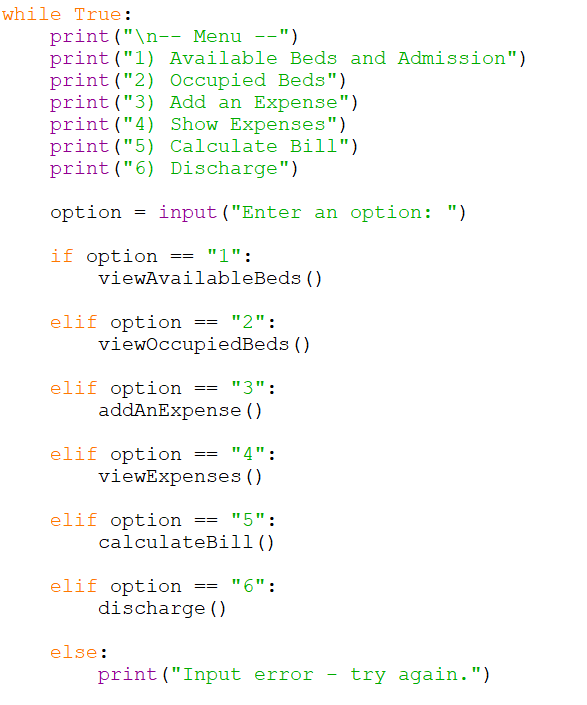 while True:
    print("\n-- Menu --")
    print("1) Available Beds and Admission")
    print("2) Occupied Beds")
    print("3) Add an Expense")
    print("4) Show Expenses")
    print("5) Calculate Bill")
    print("6) Discharge")
    option = input("Enter an option: ")
    if option == "1":
        viewAvailableBeds()
    elif option == "2":
        viewOccupiedBeds()
    elif option == "3":
        addAnExpense()
    elif option == "4":
        viewExpenses()
    elif option == "5":
        calculateBill()
    elif option == "6":
        discharge()
    else:
        print("Input error - try again.")